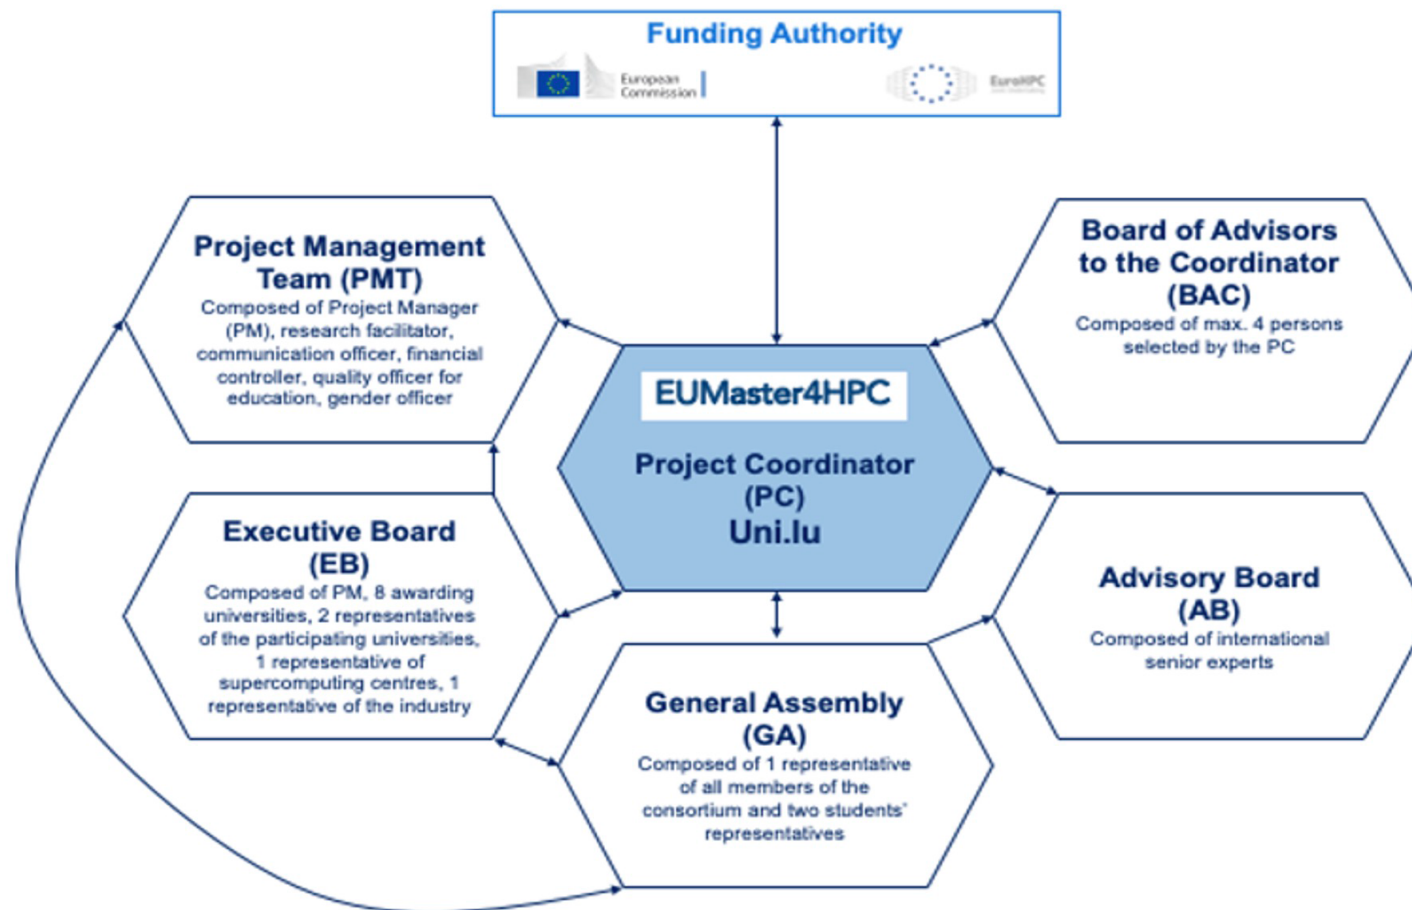 Funding Authority
European
Commission
EuroHPC
Project Management
Team (PMT)
Composed of Project Manager
(PM), research facilitator,
communication officer, financial
controller, quality officer for
education, gender officer
Board of Advisors
to the Coordinator
(BAC)
Composed of max. 4 persons
selected by the PC
EUMaster4HPC
Project Coordinator
(PC)
Uni.lu
Executive Board
(EB)
Composed of PM, 8 awarding
universities, 2 representatives
of the participating universities,
1 representative of
supercomputing centres, 1
representative of the industry
Advisory Board
(AB)
Composed of international
senior experts
General Assembly
(GA)
Composed of 1 representative
of all members of the
consortium and two students'
representatives